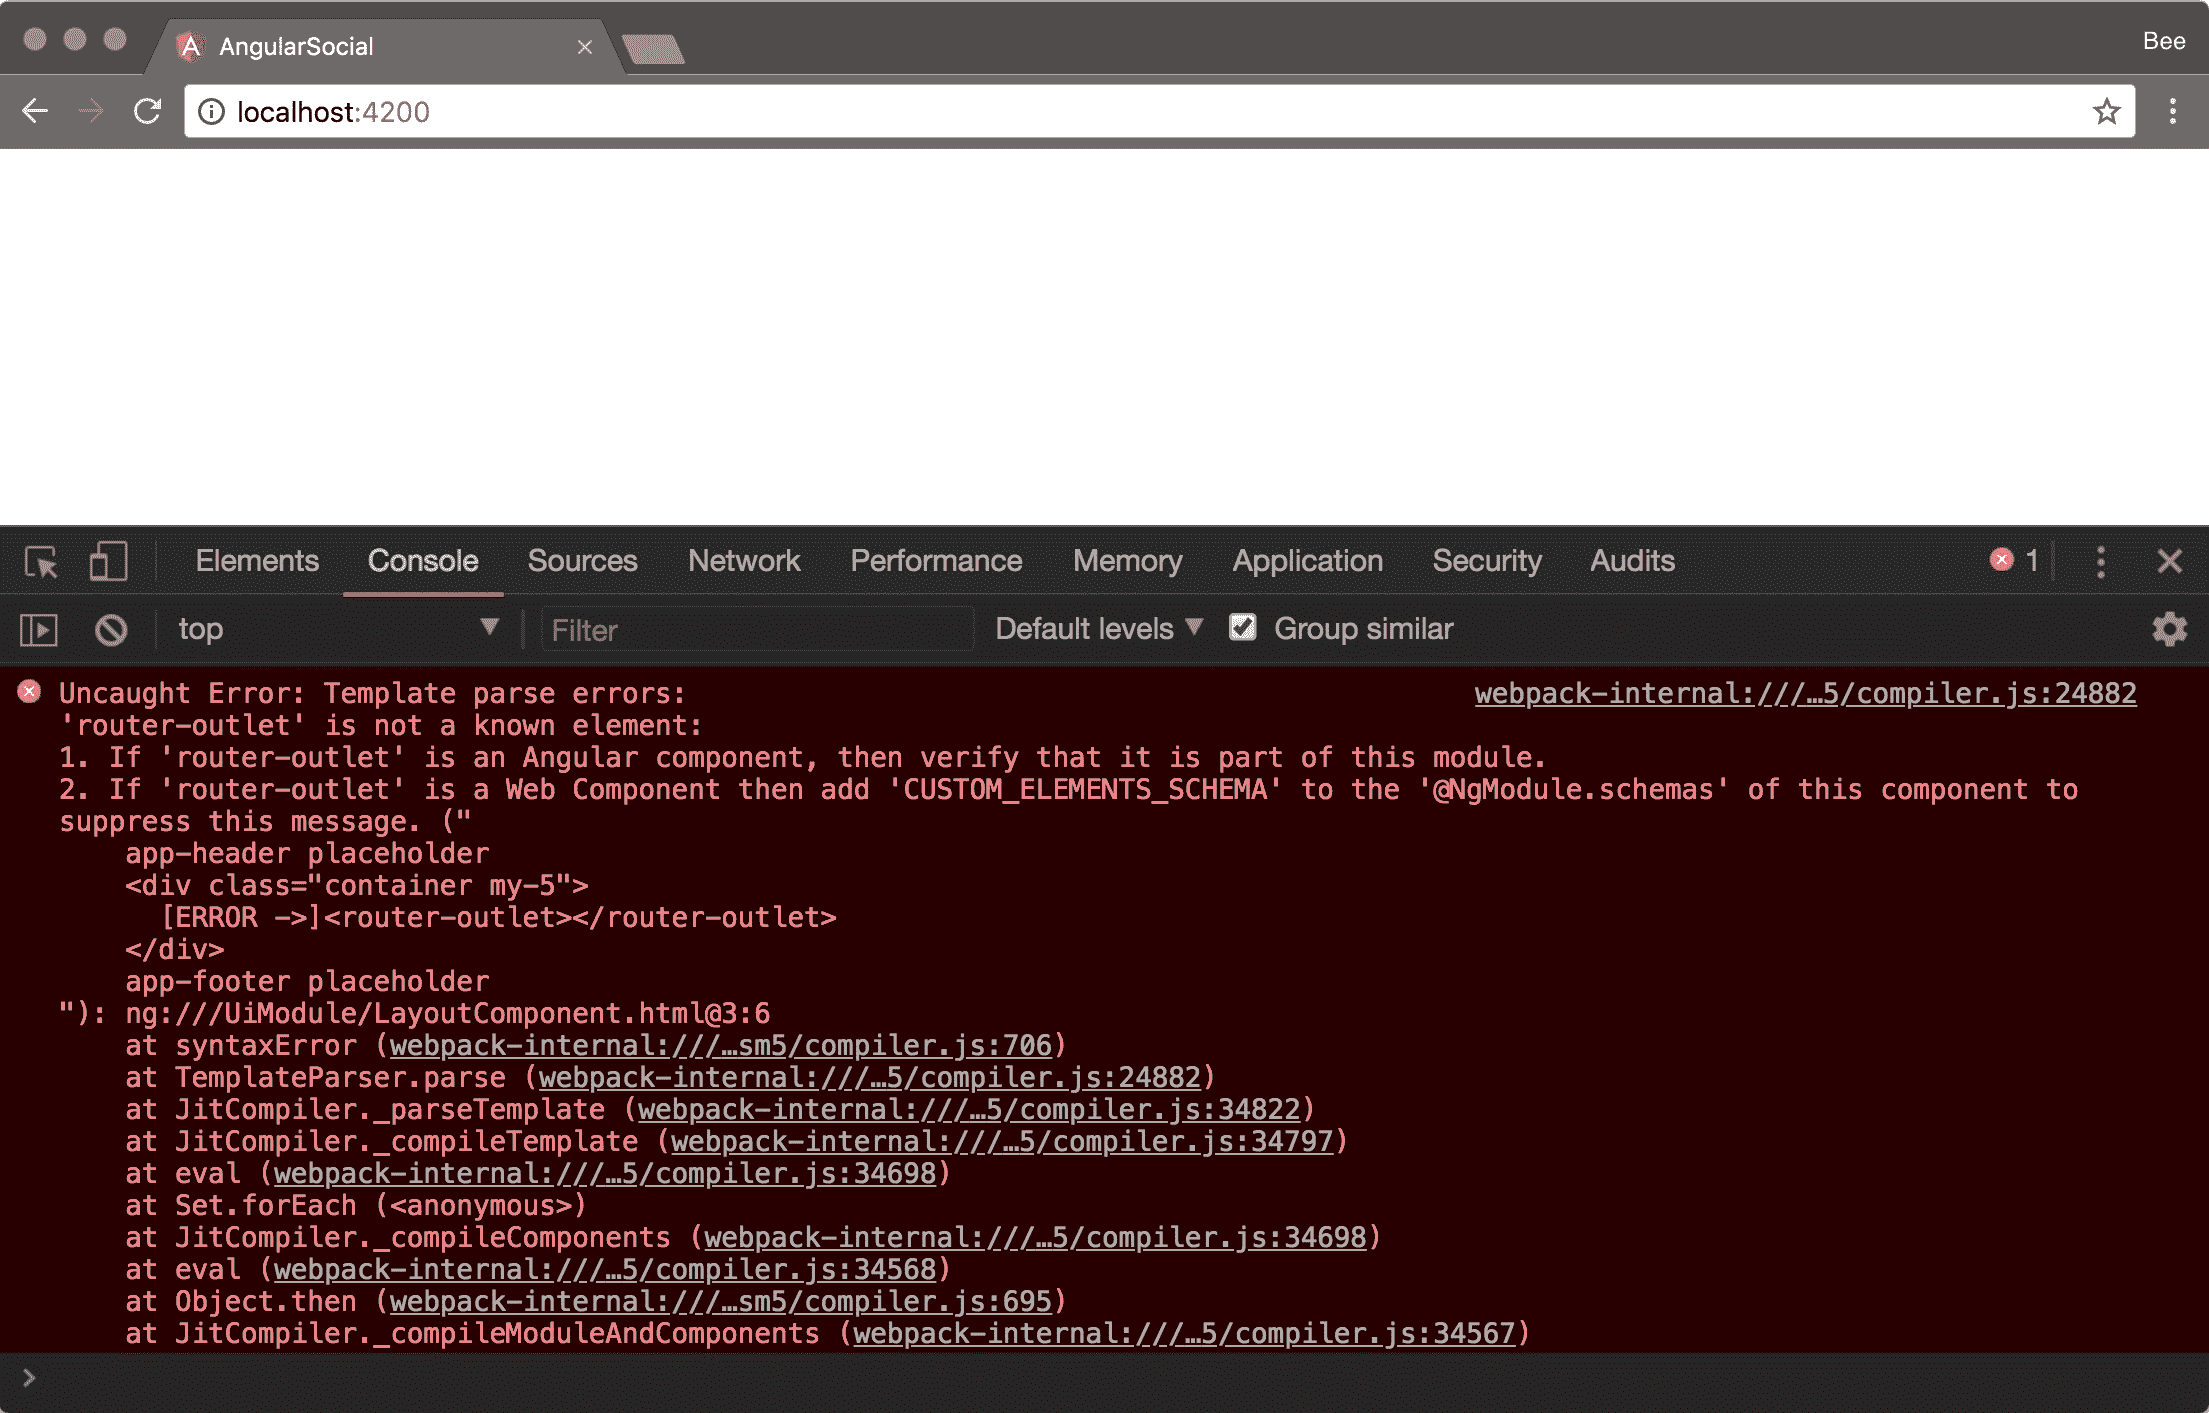 AngularSocial
Bee
localhost:4200
Elements Console Sources Network Performance Memory Application Security Audits 1
top Filter Default levels Group similar
Uncaught Error: Template parse errors: webpack-internal:///…5/compiler.js:24882
'router-outlet' is not a known element:
1. If 'router-outlet' is an Angular component, then verify that it is part of this module.
2. If 'router-outlet' is a Web Component then add 'CUSTOM_ELEMENTS_SCHEMA' to the '@NgModule.schemas' of this component to
suppress this message. ("
app-header placeholder
<div class="container my-5">
[ERROR ->]<router-outlet></router-outlet>
</div>
app-footer placeholder
"): ng:///UiModule/LayoutComponent.html@3:6
at syntaxError (webpack-internal:///…sm5/compiler.js:706)
at TemplateParser.parse (webpack-internal:///…5/compiler.js:24882)
at JitCompiler._parseTemplate (webpack-internal:///…5/compiler.js:34822)
at JitCompiler._compileTemplate (webpack-internal:///…5/compiler.js:34797)
at eval (webpack-internal:///…5/compiler.js:34698)
at Set.forEach (<anonymous>)
at JitCompiler._compileComponents (webpack-internal:///…5/compiler.js:34698)
at eval (webpack-internal:///…5/compiler.js:34568)
at Object.then (webpack-internal:///…sm5/compiler.js:695)
at JitCompiler._compileModuleAndComponents (webpack-internal:///…5/compiler.js:34567)